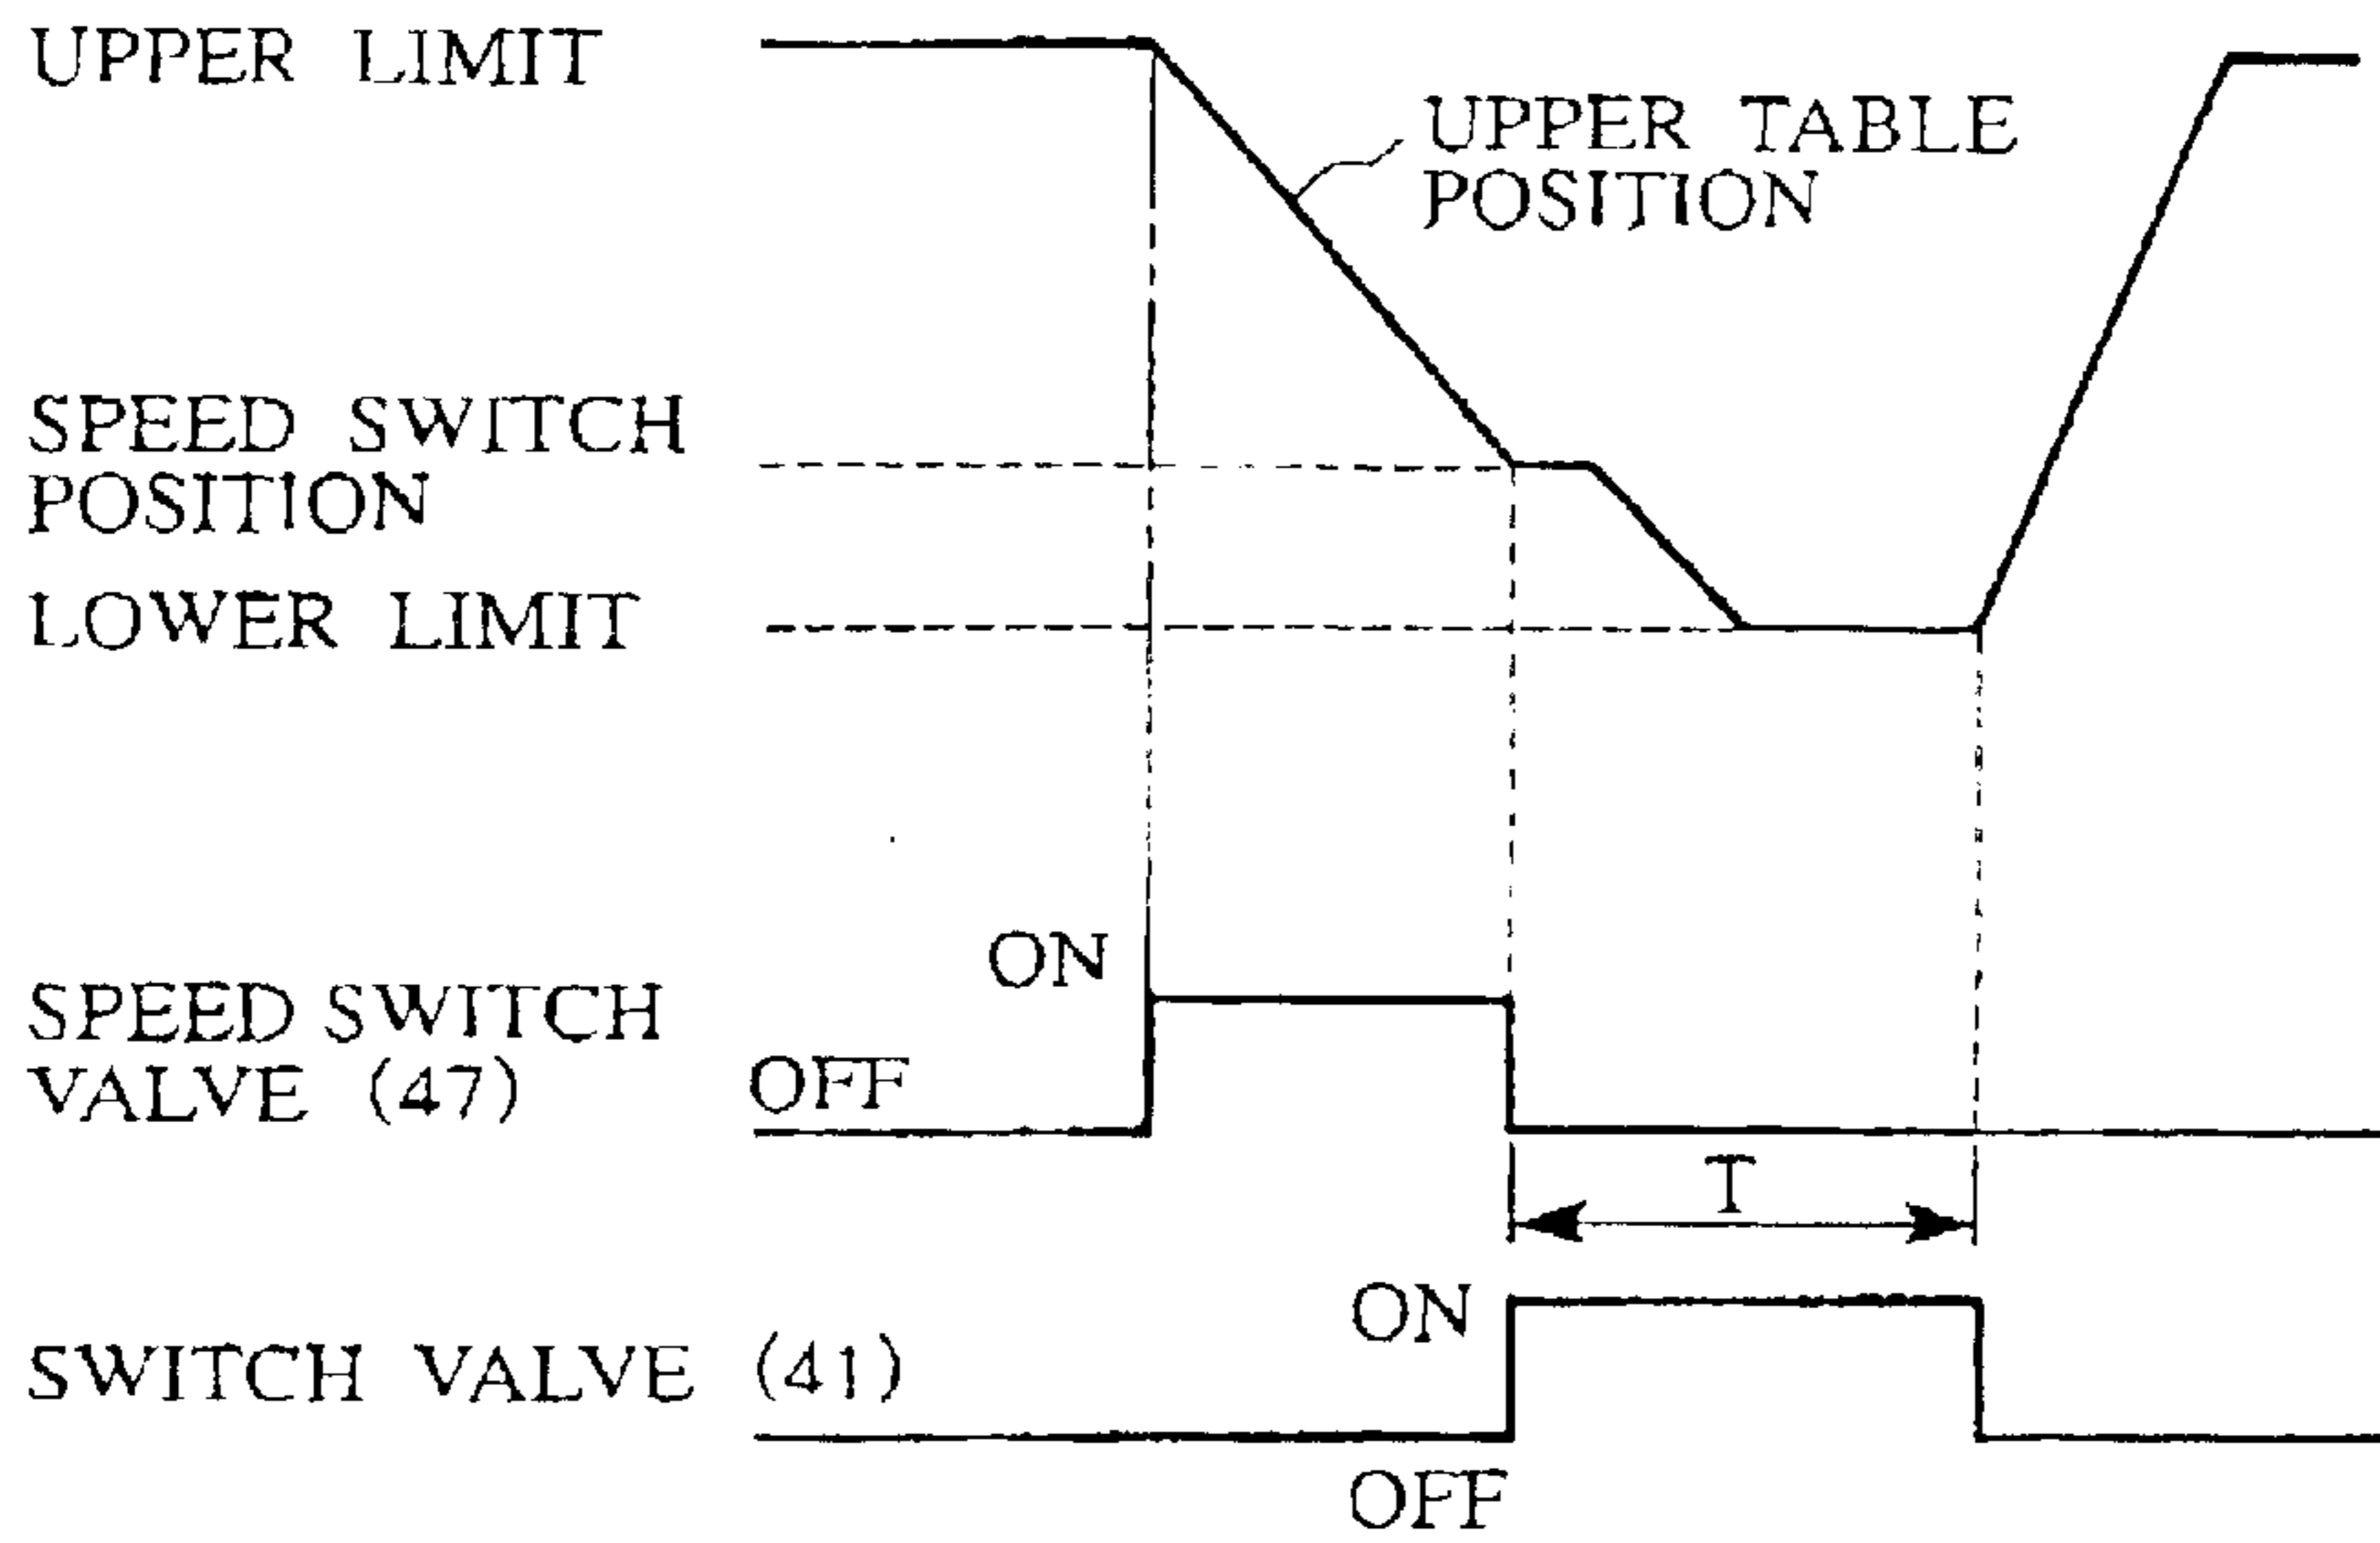 UPPER LIMIT
UPPER TABLE
POSITION
SPEED SWITCH
POSITION
LOWER LIMIT
ON
SPEED SWITCH
VALVE (47)
OFF
T
ON
SWITCH VALVE (41)
OFF